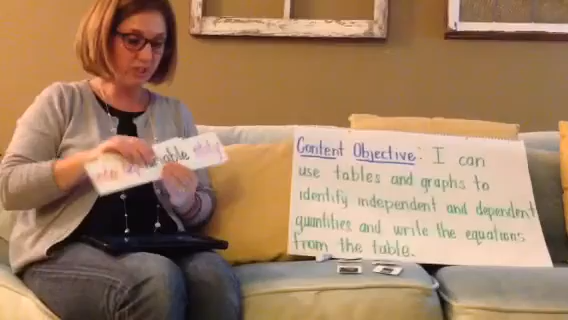 Content Objective: I can
use tables and graphs to
identify independent and dependent
quantities and write the equations
from the table.